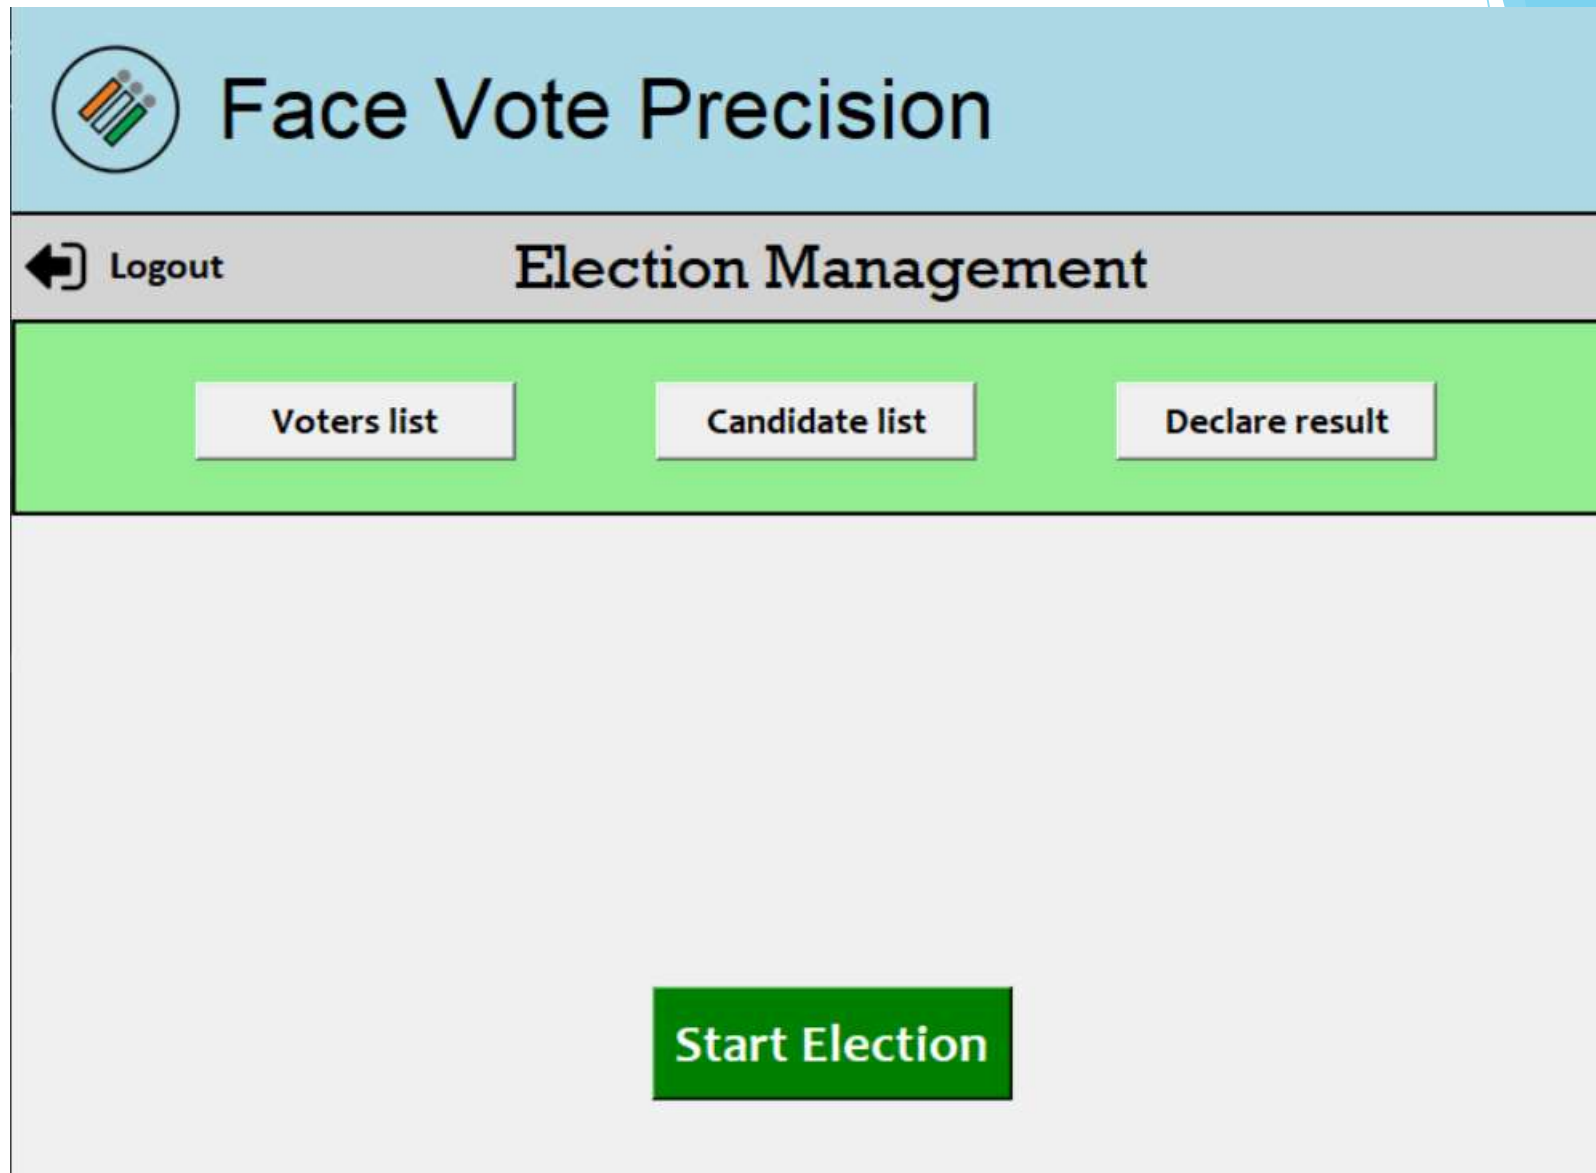 Face Vote Precision
Logout
Election Management
Voters list
Candidate list
Declare result
Start Election